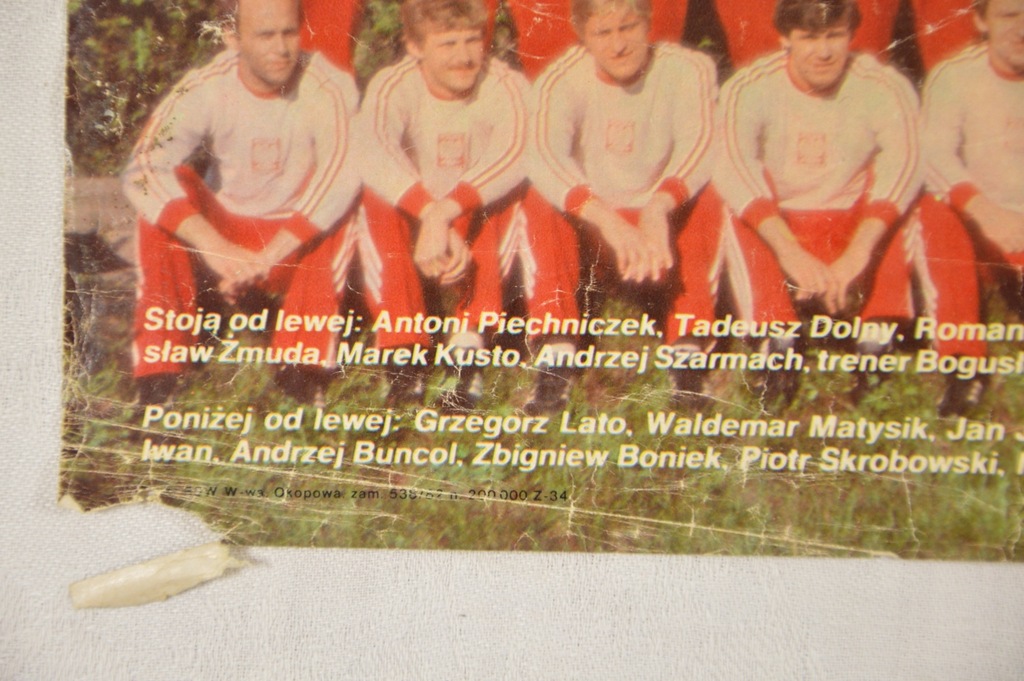 Stoją od lewej: Antoni Piechniczek, Tadeusz Dolny, Roman
sław Żmuda, Marek Kusto, Andrzej Szarmach, trener Bogusł
Poniżej od lewej: Grzegorz Lato, Waldemar Matysik, Jan
Iwan, Andrzej Buncol, Zbigniew Boniek, Piotr Skrobowski,
W-wa, Okopowa, zam. 538/82 n. 200 000 Z-34